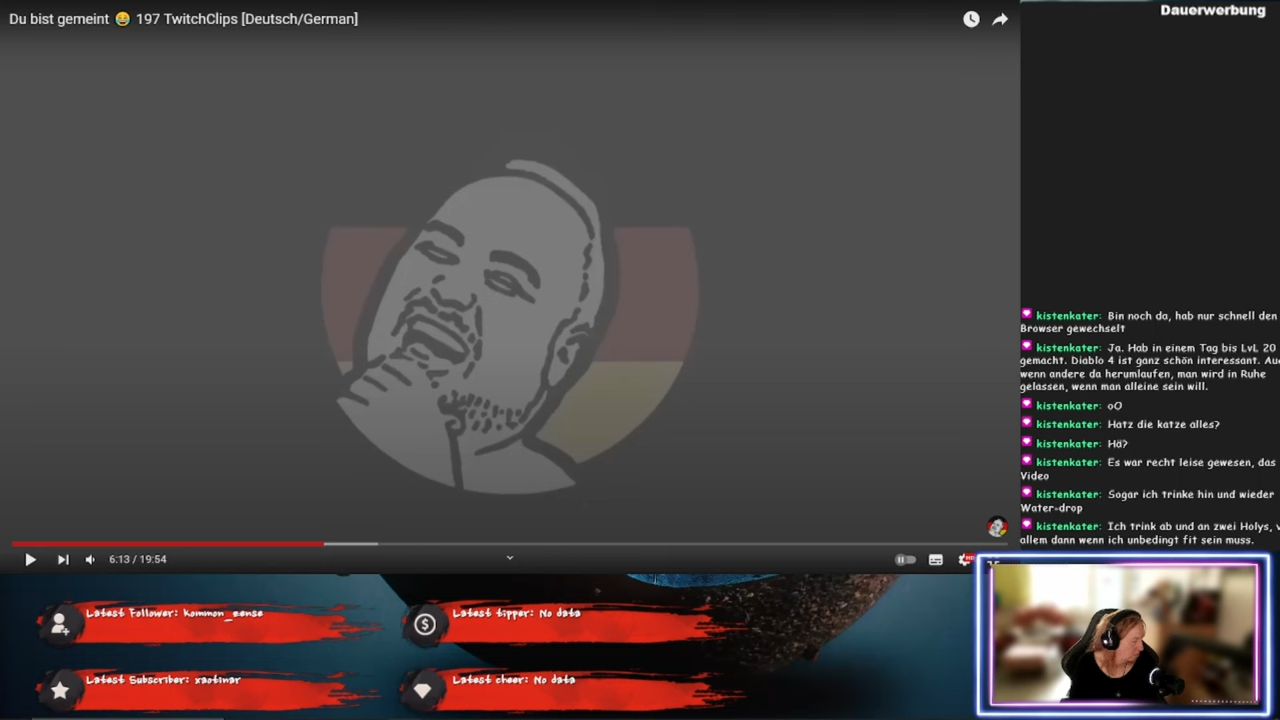 Du bist gemeint 😂 197 TwitchClips [Deutsch/German]
Dauerwerbung
kistenkater: Bin noch da, hab nur schnell den
Browser gewechselt
kistenkater: Ja. Hab in einem Tag bis LvL 20
gemacht. Diablo 4 ist ganz schön interessant. Au
wenn andere da herumlaufen, man wird in Ruhe
gelassen, wenn man alleine sein will.
kistenkater: oO
kistenkater: Hatz die katze alles?
kistenkater: Hä?
kistenkater: Es war recht leise gewesen, das
Video
kistenkater: Sogar ich trinke hin und wieder
Water-drop
kistenkater: Ich trink ab und an zwei Holys, v
allem dann wenn ich unbedingt fit sein muss.
6:13 / 19:54
Latest Follower: Kommon_zense
Latest tipper: No data
Latest Subscriber: xaotinar
Latest cheer: No data